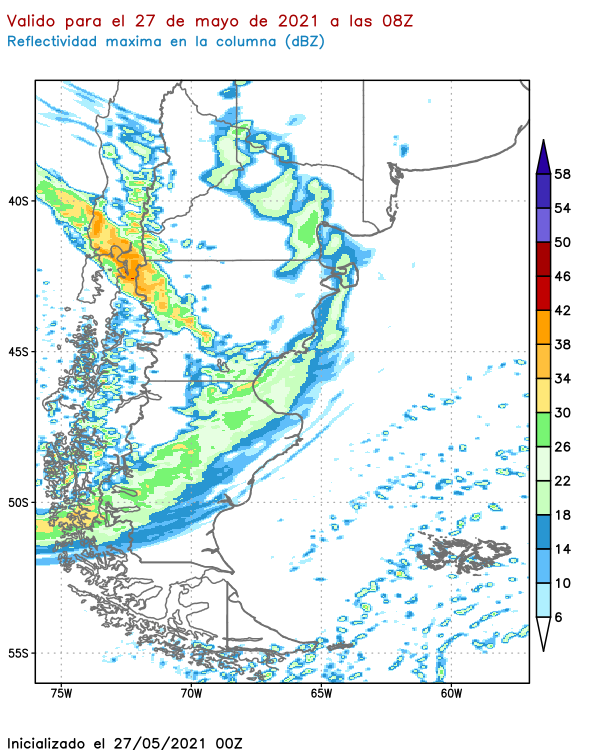 Valido para el 27 de mayo de 2021 a las 08Z
Reflectividad maxima en la columna (dBZ)
58
54
50
46
42
38
34
30
26
22
18
14
10
6
40S
45S
50S
55S
75W
70W
65W
60W
Inicializado el 27/05/2021 00Z